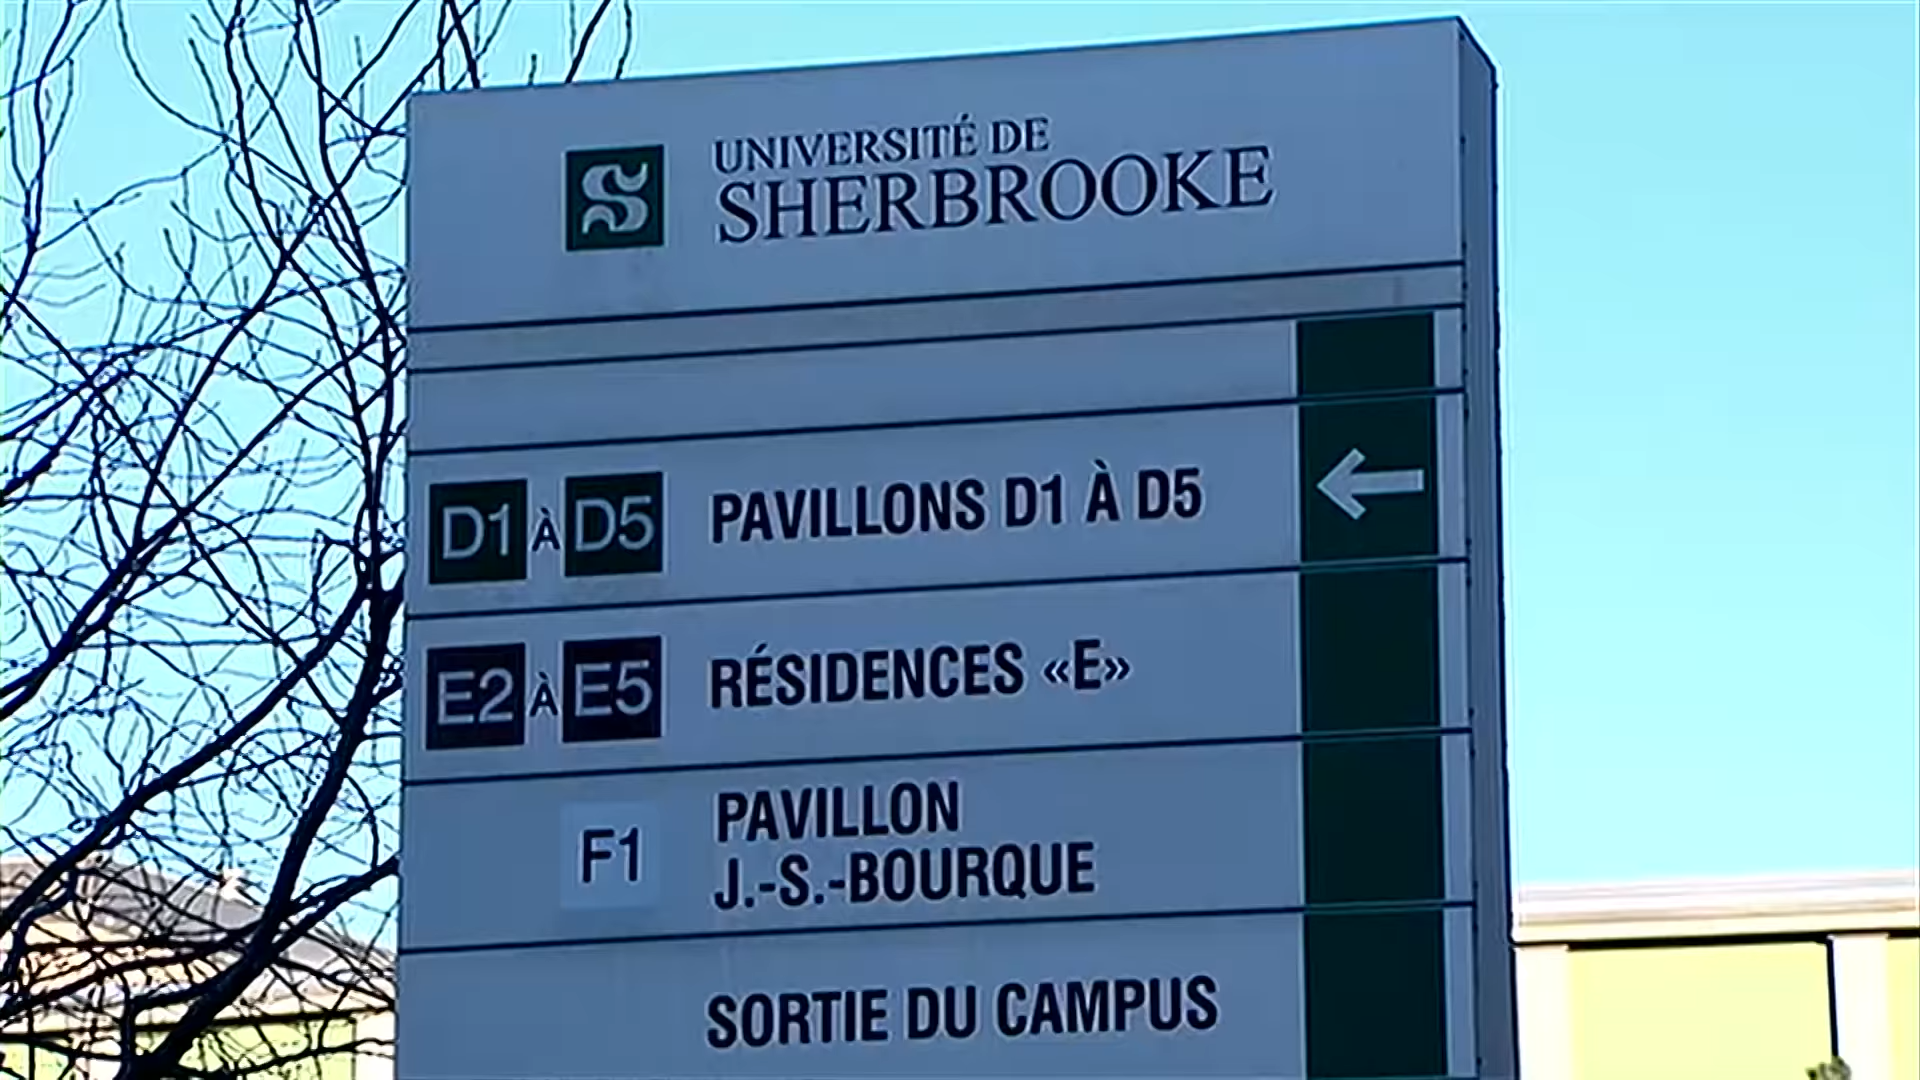 UNIVERSITÉ DE
SHERBROOKE
D1 À D5 PAVILLONS D1 À D5
E2 À E5 RÉSIDENCES «E»
F1 PAVILLON
J.-S.-BOURQUE
SORTIE DU CAMPUS